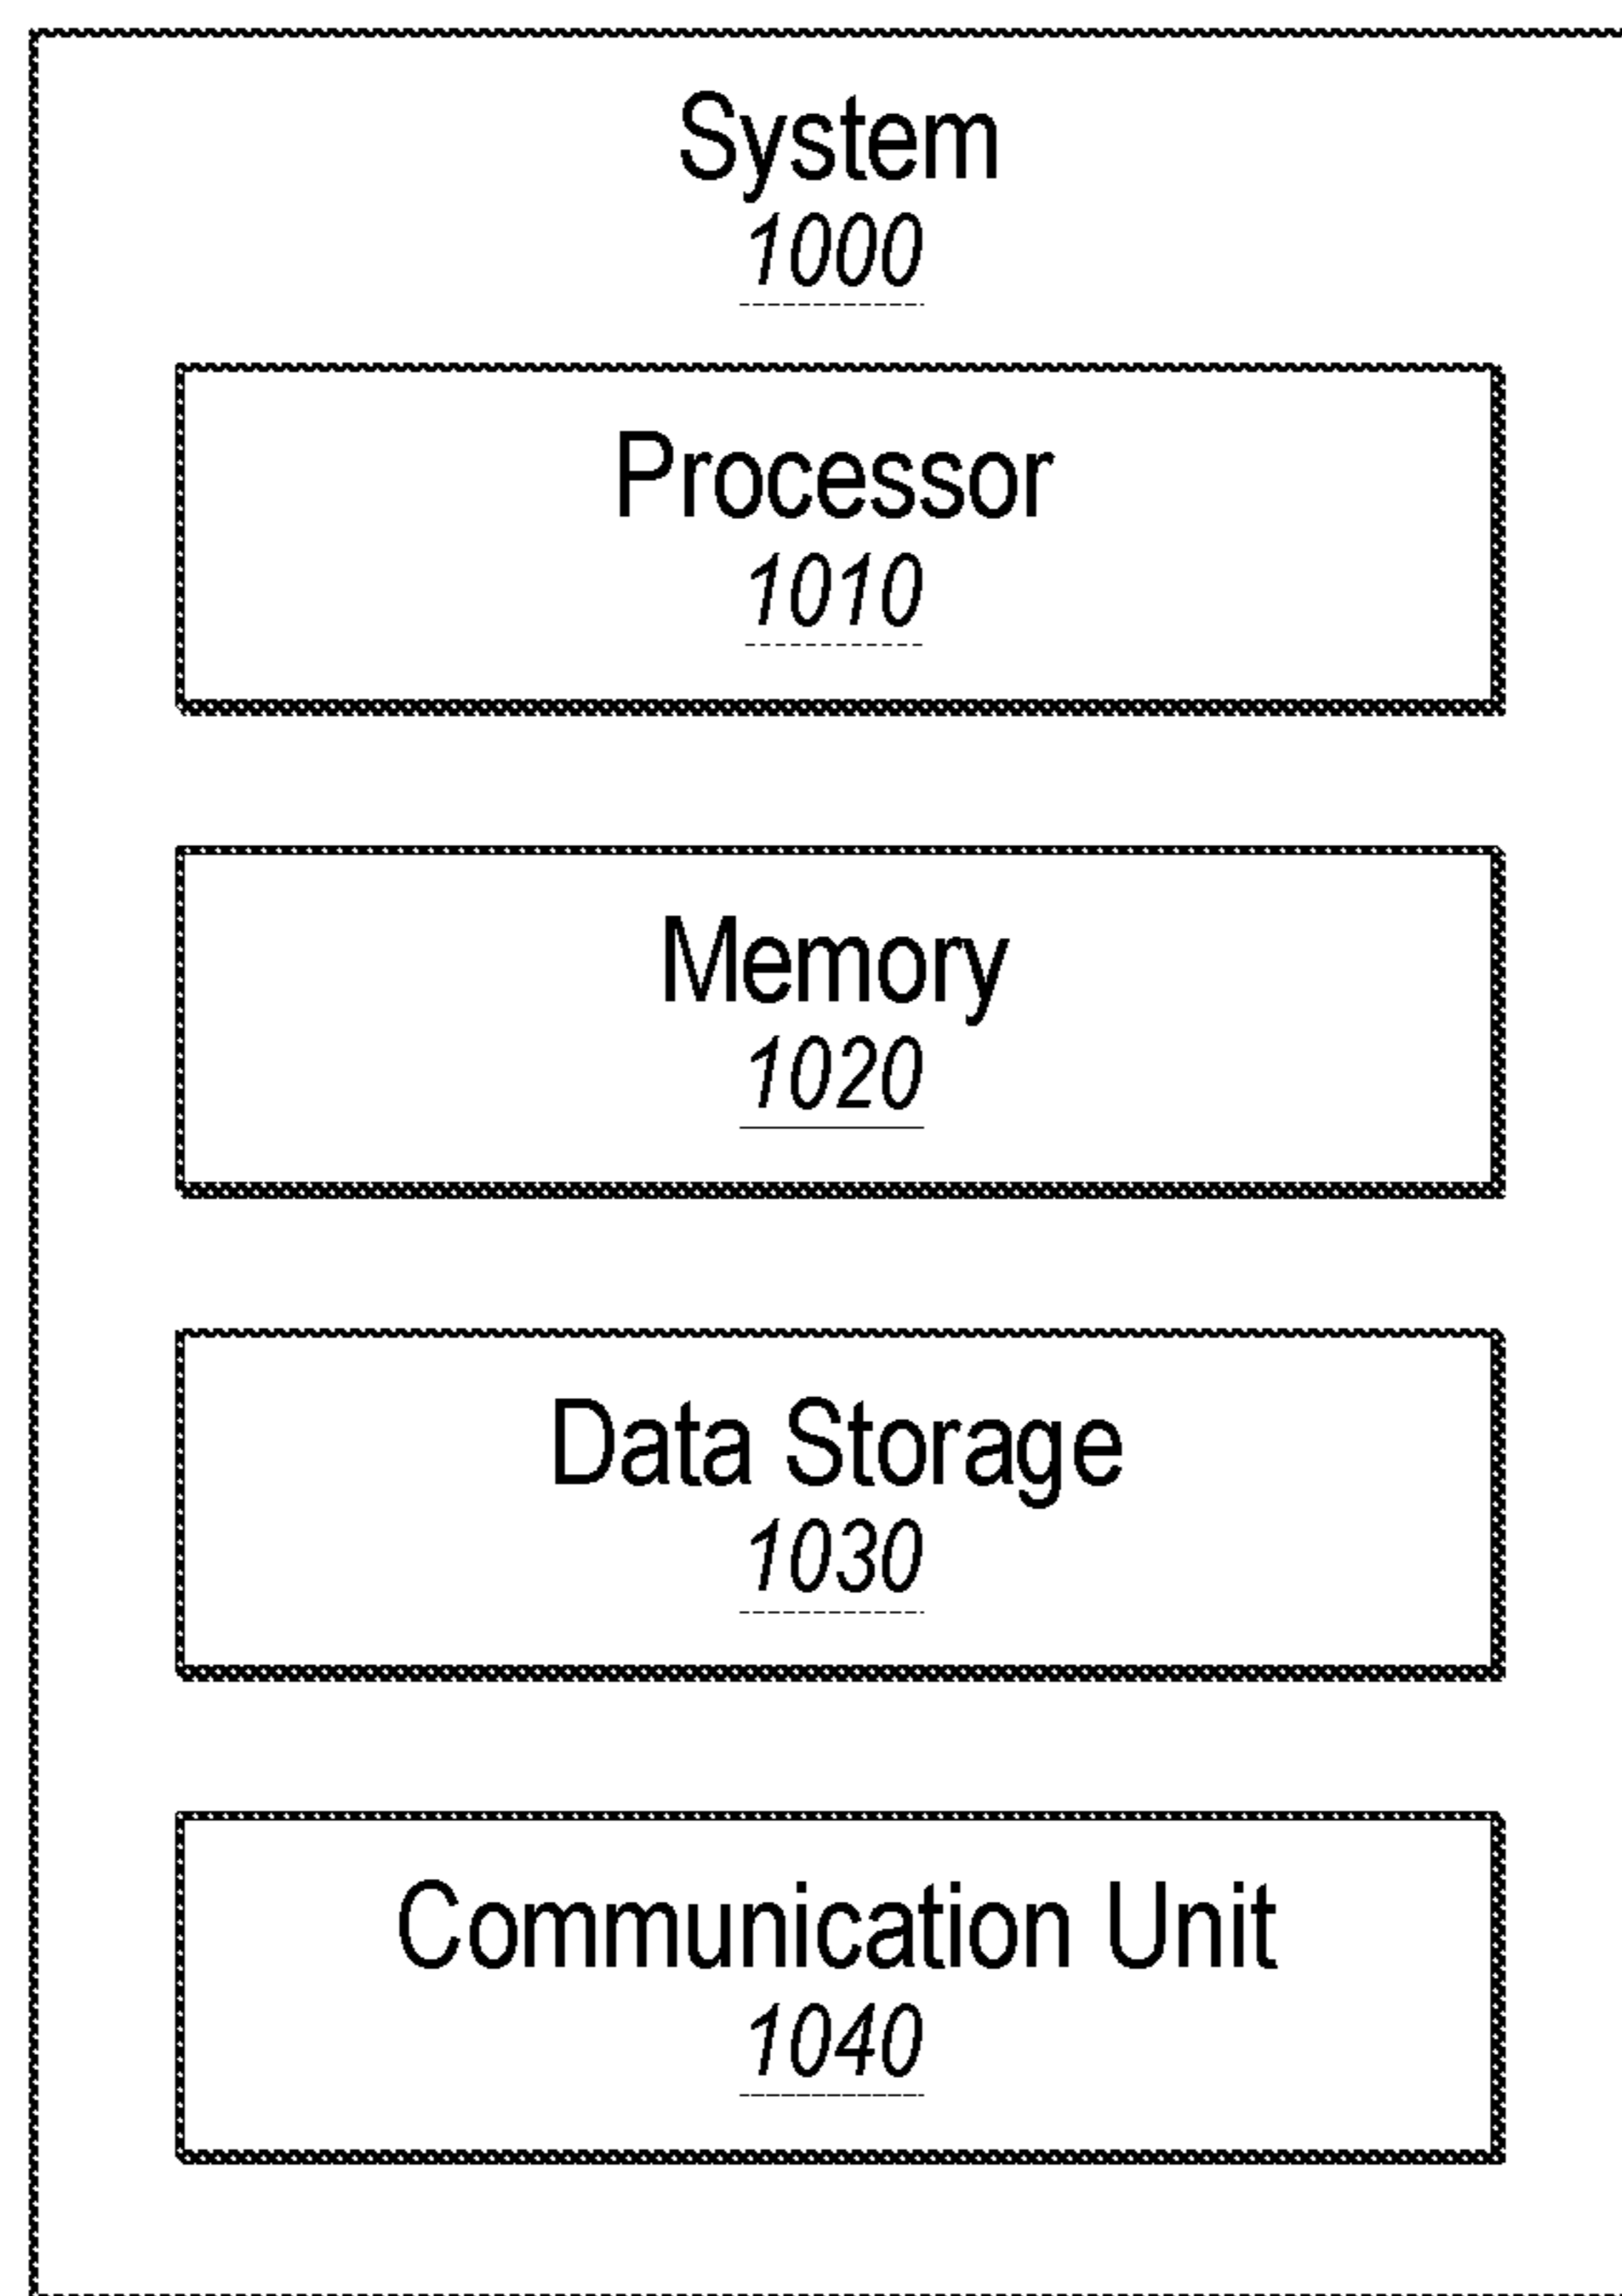 System
1000
Processor
1010
Memory
1020
Data Storage
1030
Communication Unit
1040